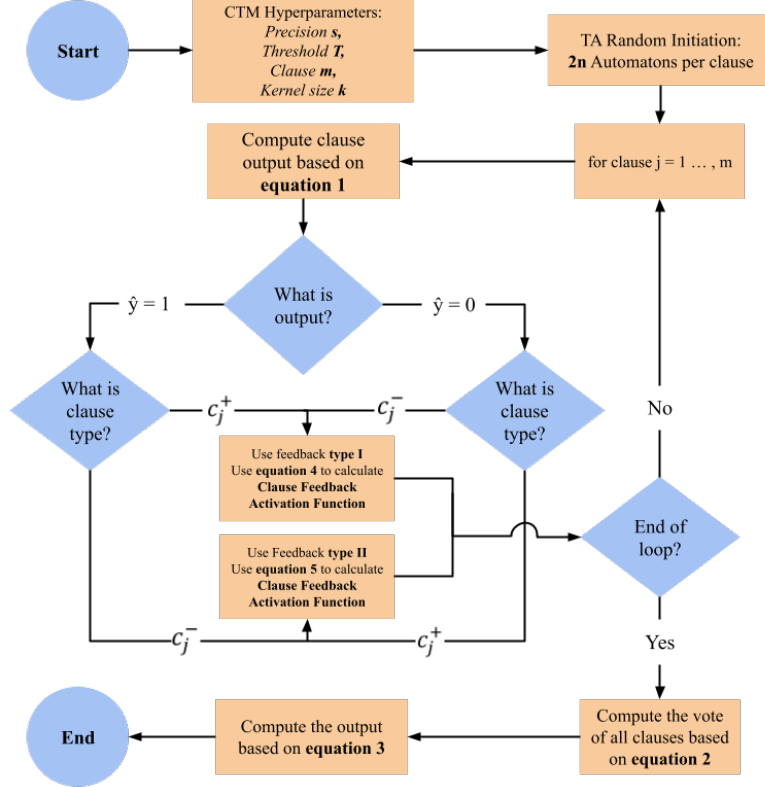 Start
CTM Hyperparameters:
Precision s,
Threshold T,
Clause m,
Kernel size k
TA Random Initiation:
2n Automatons per clause
for clause j = 1 … , m
Compute clause
output based on
equation 1
What is
output?
ŷ = 1
ŷ = 0
What is
clause
type?
What is
clause
type?
c_j^+
c_j^-
Use feedback type I
Use equation 4 to calculate
Clause Feedback
Activation Function
Use Feedback type II
Use equation 5 to calculate
Clause Feedback
Activation Function
c_j^-
c_j^+
No
End of
loop?
Yes
Compute the vote
of all clauses based
on equation 2
Compute the output
based on equation 3
End